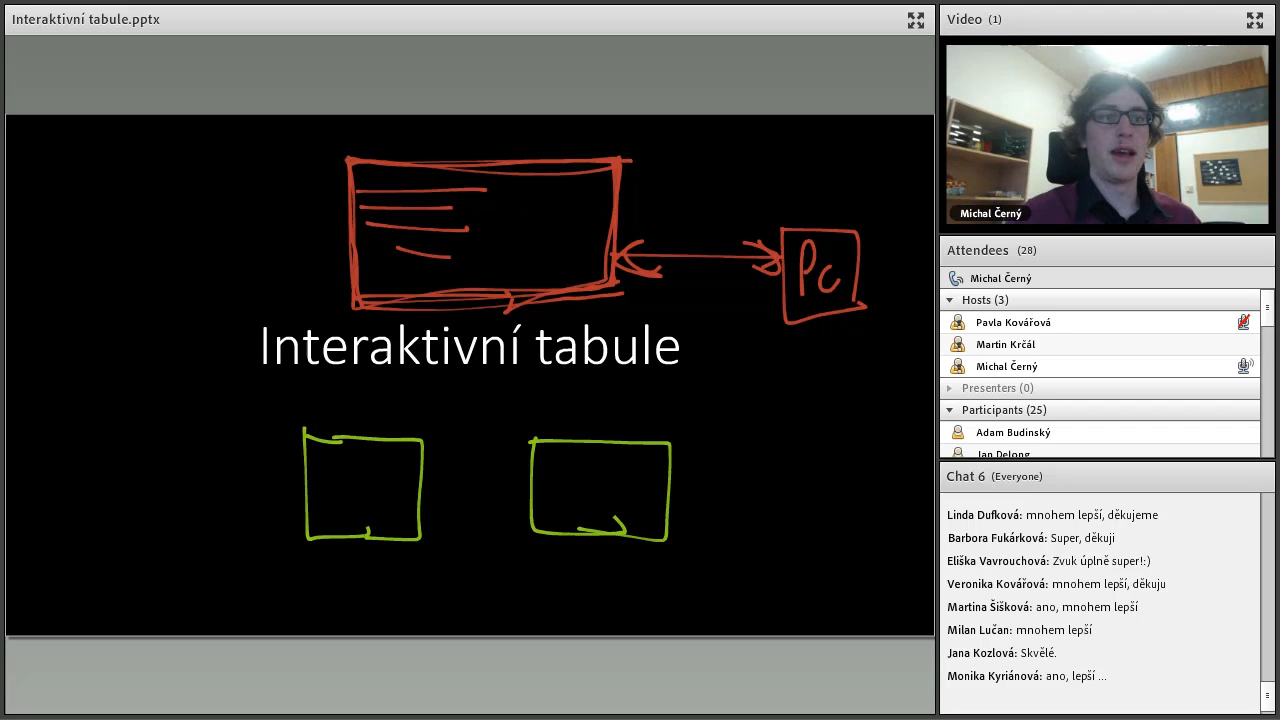 Interaktivní tabule.pptx
PC
Interaktivní tabule
Video (1)
Michal Černý
Attendees (28)
Michal Černý
Hosts (3)
Pavla Kovářová
Martin Krčál
Michal Černý
Presenters (0)
Participants (25)
Adam Budinský
Jan Delong
Chat 6 (Everyone)
Linda Dufková: mnohem lepší, děkujeme
Barbora Fukárková: Super, děkuji
Eliška Vavrouchová: Zvuk úplně super!:)
Veronika Kovářová: mnohem lepší, děkuju
Martina Šišková: ano, mnohem lepší
Milan Lučan: mnohem lepší
Jana Kozlová: Skvělé.
Monika Kyriánová: ano, lepší ...